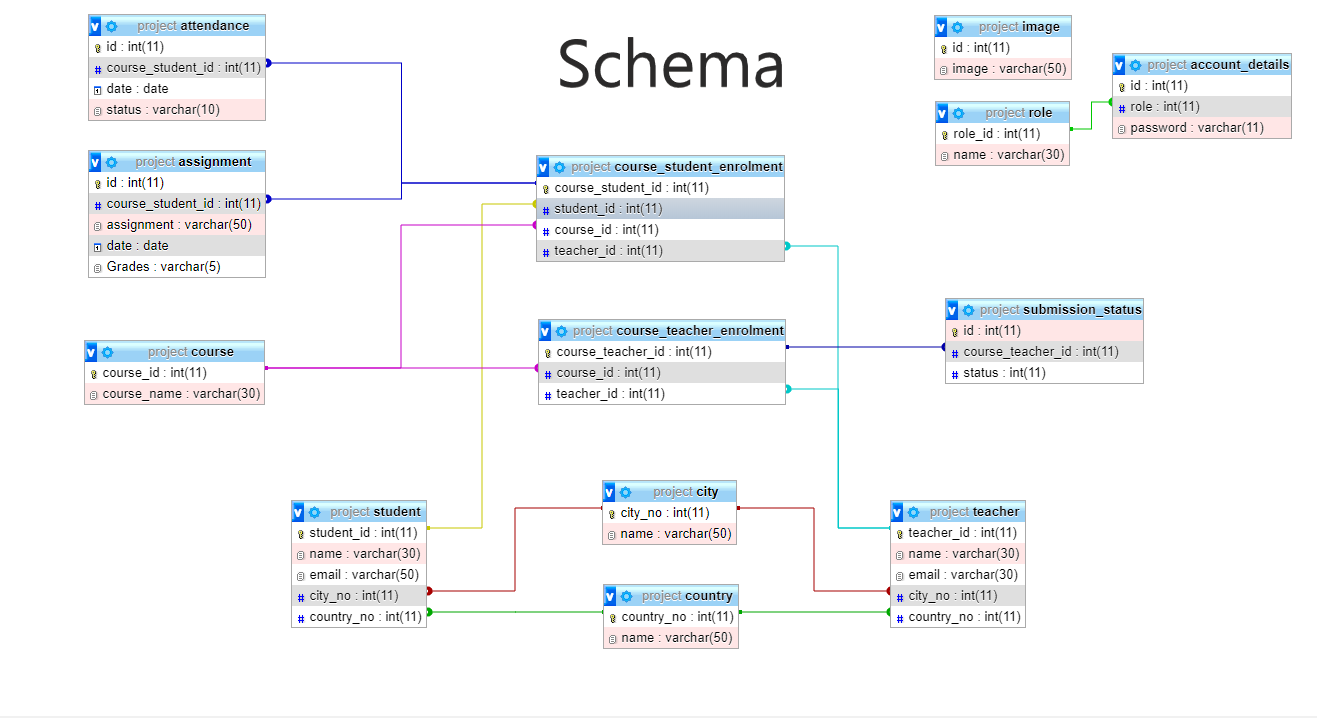 Schema
project attendance
id : int(11)
course_student_id : int(11)
date : date
status : varchar(10)
project assignment
id : int(11)
course_student_id : int(11)
assignment : varchar(50)
date : date
Grades : varchar(5)
project course
course_id : int(11)
course_name : varchar(30)
project student
student_id : int(11)
name : varchar(30)
email : varchar(50)
city_no : int(11)
country_no : int(11)
project course_student_enrolment
course_student_id : int(11)
student_id : int(11)
course_id : int(11)
teacher_id : int(11)
project course_teacher_enrolment
course_teacher_id : int(11)
course_id : int(11)
teacher_id : int(11)
project city
city_no : int(11)
name : varchar(50)
project country
country_no : int(11)
name : varchar(50)
project image
id : int(11)
image : varchar(50)
project role
role_id : int(11)
name : varchar(30)
project account_details
id : int(11)
role : int(11)
password : varchar(11)
project submission_status
id : int(11)
course_teacher_id : int(11)
status : int(11)
project teacher
teacher_id : int(11)
name : varchar(30)
email : varchar(30)
city_no : int(11)
country_no : int(11)